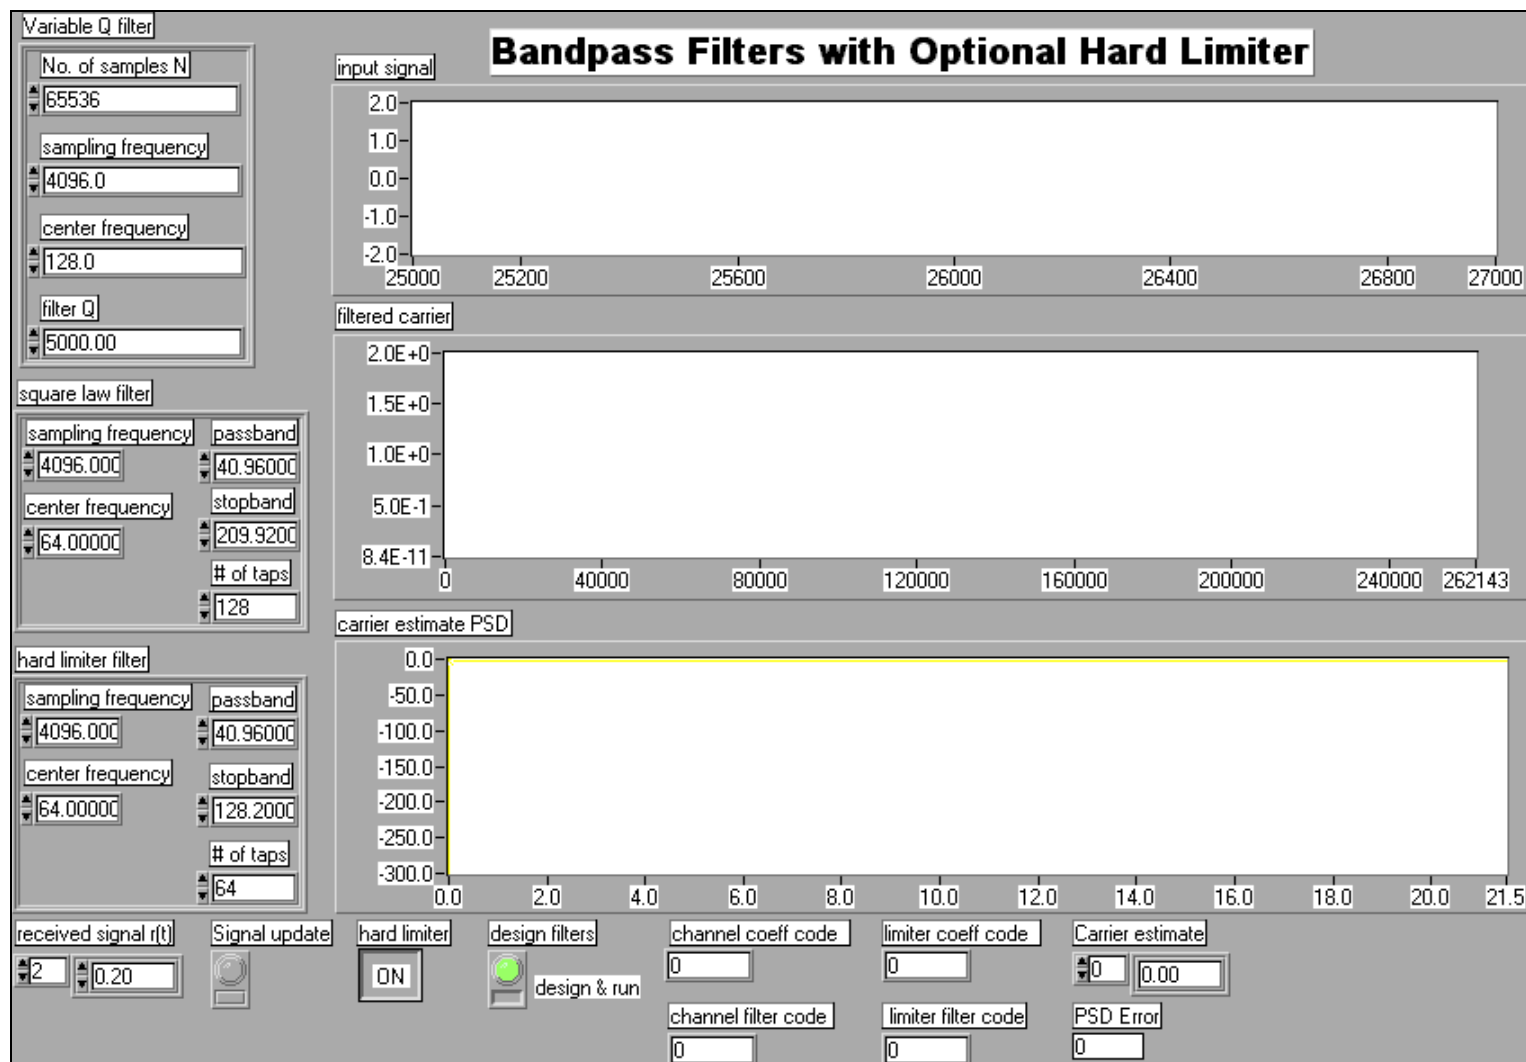 Variable Q filter
No. of samples N
65536
sampling frequency
4096.0
center frequency
128.0
filter Q
5000.00
square law filter
sampling frequency passband
4096.000 40.96000
center frequency stopband
64.00000 209.9200
# of taps
128
hard limiter filter
sampling frequency passband
4096.000 40.96000
center frequency stopband
64.00000 128.2000
# of taps
64
Bandpass Filters with Optional Hard Limiter
input signal
2.0
1.0
0.0
-1.0
-2.0
25000 25200 25600 26000 26400 26800 27000
filtered carrier
2.0E+0
1.5E+0
1.0E+0
5.0E-1
8.4E-11
0 40000 80000 120000 160000 200000 240000 262143
carrier estimate PSD
0.0
-50.0
-100.0
-150.0
-200.0
-250.0
-300.0
0.0 2.0 4.0 6.0 8.0 10.0 12.0 14.0 16.0 18.0 20.0 21.5
received signal r(t) Signal update hard limiter design filters channel coeff code limiter coeff code Carrier estimate
2 0.20 ON design & run 0 0 0 0.00
channel filter code limiter filter code PSD Error
0 0 0